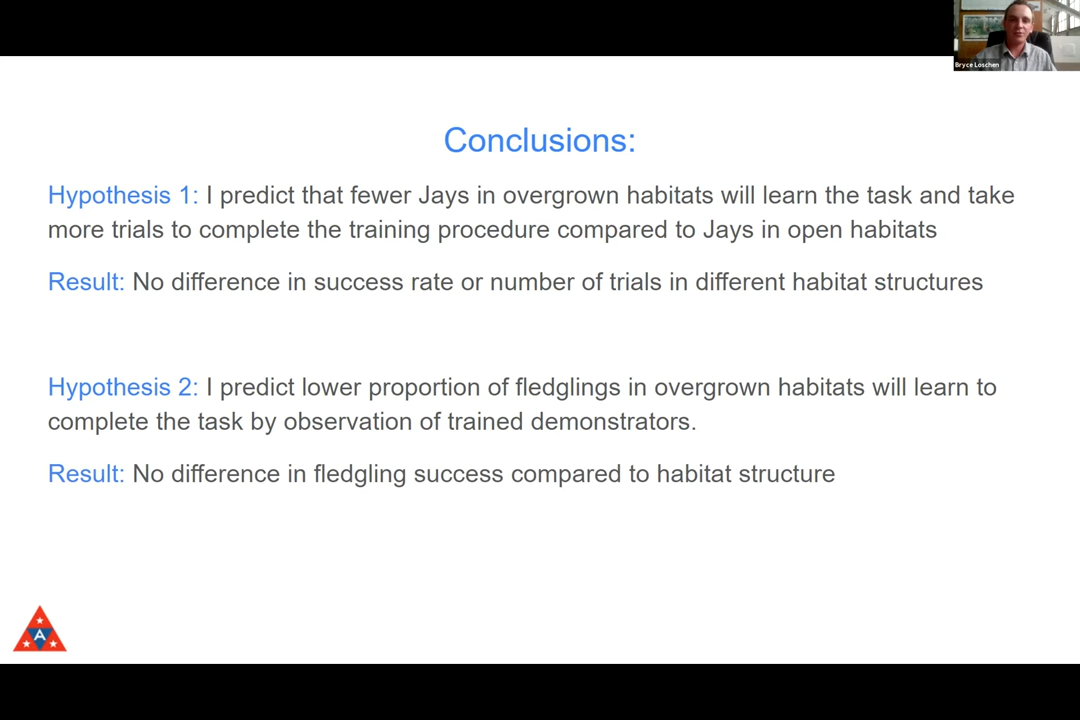 Bryce Loschen
Conclusions:
Hypothesis 1: I predict that fewer Jays in overgrown habitats will learn the task and take
more trials to complete the training procedure compared to Jays in open habitats
Result: No difference in success rate or number of trials in different habitat structures
Hypothesis 2: I predict lower proportion of fledglings in overgrown habitats will learn to
complete the task by observation of trained demonstrators.
Result: No difference in fledgling success compared to habitat structure
A